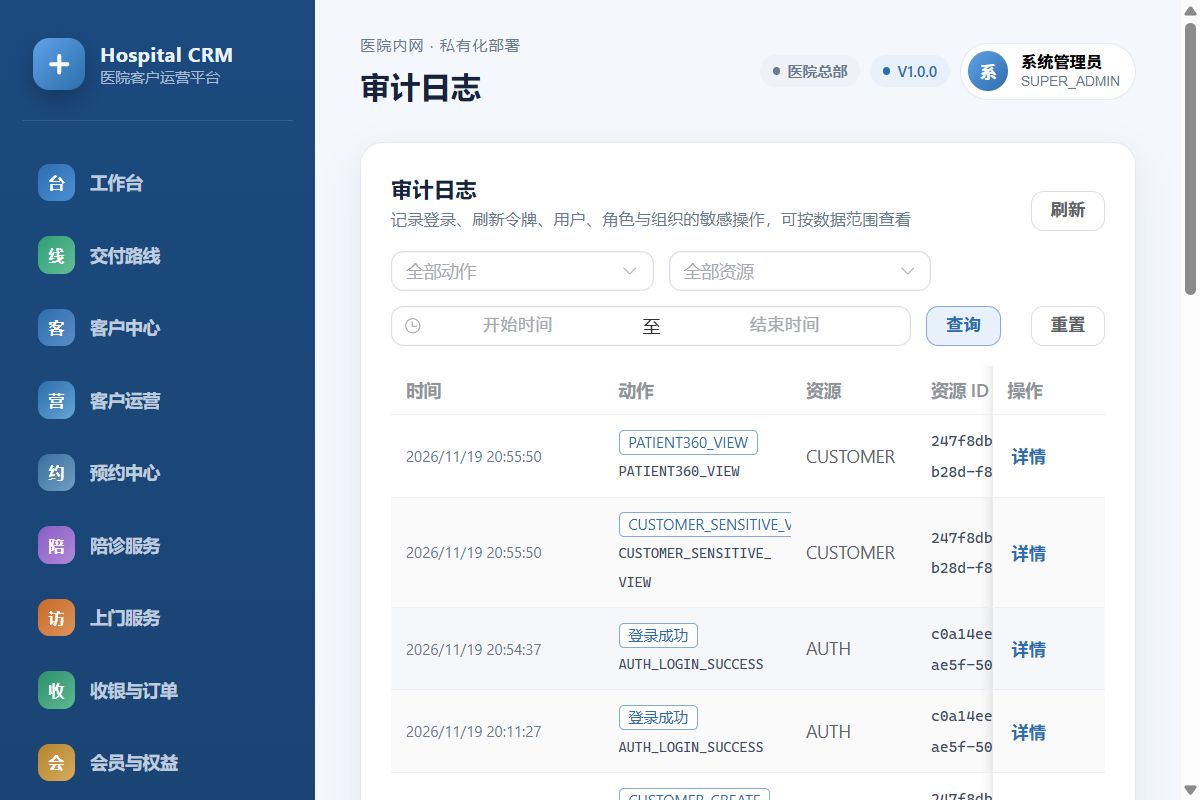 Hospital CRM
医院客户运营平台
台 工作台
线 交付路线
客 客户中心
营 客户运营
约 预约中心
陪 陪诊服务
访 上门服务
收 收银与订单
会 会员与权益
医院内网 · 私有化部署
审计日志
医院总部
V1.0.0
系 系统管理员
SUPER_ADMIN
审计日志
记录登录、刷新令牌、用户、角色与组织的敏感操作，可按数据范围查看
刷新
全部动作 全部资源
开始时间 至 结束时间 查询 重置
时间 动作 资源 资源 ID 操作
2026/11/19 20:55:50 PATIENT360_VIEW
PATIENT360_VIEW CUSTOMER 247f8db
b28d-f8 详情
2026/11/19 20:55:50 CUSTOMER_SENSITIVE_V
CUSTOMER_SENSITIVE_
VIEW CUSTOMER 247f8db
b28d-f8 详情
2026/11/19 20:54:37 登录成功
AUTH_LOGIN_SUCCESS AUTH c0a14ee
ae5f-50 详情
2026/11/19 20:11:27 登录成功
AUTH_LOGIN_SUCCESS AUTH c0a14ee
ae5f-50 详情
CUSTOMER_CREATE 247f8db